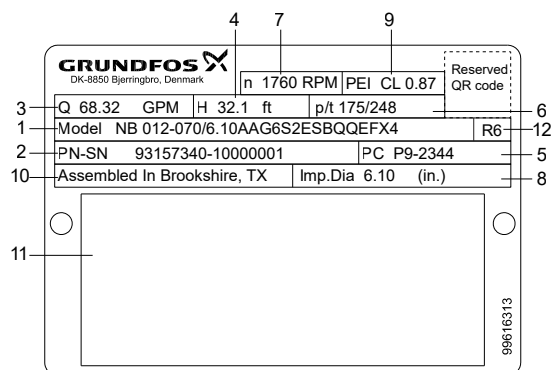 4 7 9
GRUNDFOS
DK-8850 Bjerringbro, Denmark
n 1760 RPM PEI CL 0.87
Reserved
QR code
3 Q 68.32 GPM H 32.1 ft p/t 175/248 6
1 Model NB 012-070/6.10AAG6S2ESBQQEFX4 R6 12
2 PN-SN 93157340-10000001 PC P9-2344 5
10 Assembled In Brookshire, TX Imp.Dia 6.10 (in.) 8
11
99616313